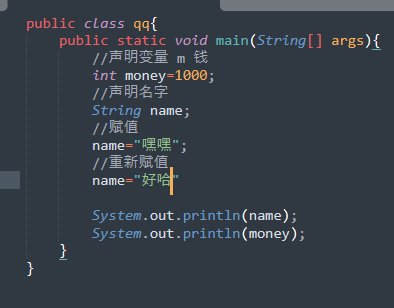 public class qq{
public static void main(String[] args){
//声明变量 m 钱
int money=1000;
//声明名字
String name;
//赋值
name="嘿嘿";
//重新赋值
name="好哈"
System.out.println(name);
System.out.println(money);
}
}